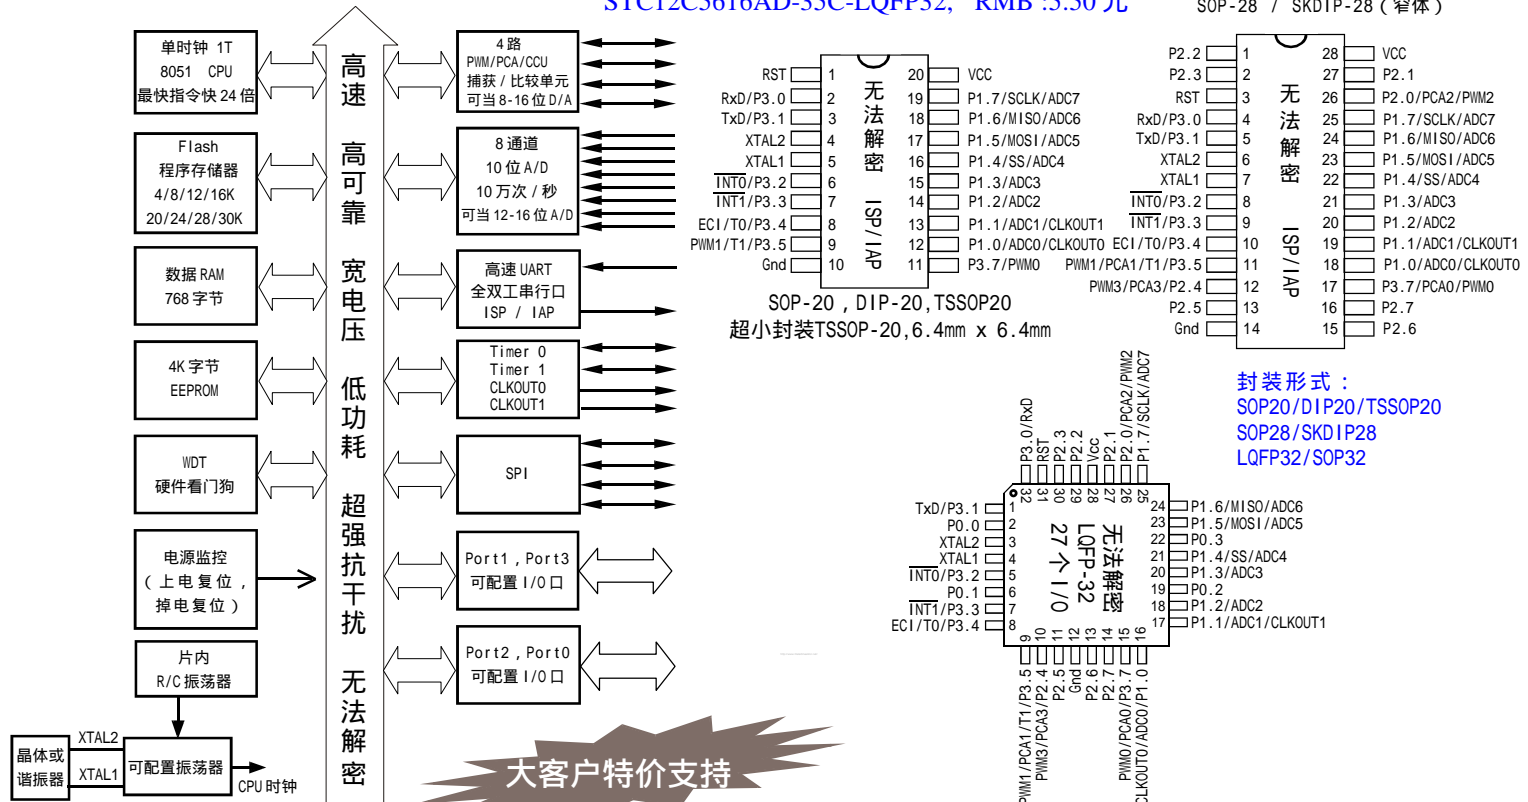 STC12C5616AD-35C-LQFP32, RMB :5.50 元
SOP-28 / SKDIP-28 ( 窄体 )
单时钟 1T
8051 CPU
最快指令快 24 倍
Flash
程序存储器
4/8/12/16K
20/24/28/30K
数据 RAM
768 字节
4K 字节
EEPROM
WDT
硬件看门狗
电源监控
( 上电复位 ,
掉电复位 )
片内
R/C 振荡器
晶体或
谐振器
XTAL2
XTAL1
可配置振荡器
CPU 时钟
高速 高可靠 宽电压 低功耗 超强抗干扰 无法解密
4 路
PWM/PCA/CCU
捕获 / 比较单元
可当 8-16 位 D/A
8 通道
10 位 A/D
10 万次 / 秒
可当 12-16 位 A/D
高速 UART
全双工串行口
ISP / IAP
Timer 0
Timer 1
CLKOUT0
CLKOUT1
SPI
Port1 , Port3
可配置 I/O 口
Port2 , Port0
可配置 I/O 口
大客户特价支持
RST 1 20 VCC
RxD/P3.0 2 19 P1.7/SCLK/ADC7
TxD/P3.1 3 18 P1.6/MISO/ADC6
XTAL2 4 17 P1.5/MOSI/ADC5
XTAL1 5 16 P1.4/SS/ADC4
INT0/P3.2 6 15 P1.3/ADC3
INT1/P3.3 7 14 P1.2/ADC2
ECI/T0/P3.4 8 13 P1.1/ADC1/CLKOUT1
PWM1/T1/P3.5 9 12 P1.0/ADC0/CLKOUT0
Gnd 10 11 P3.7/PWM0
无法解密 ISP/IAP
SOP-20 , DIP-20,TSSOP20
超小封装TSSOP-20,6.4mm x 6.4mm
P2.2 1 28 VCC
P2.3 2 27 P2.1
RST 3 26 P2.0/PCA2/PWM2
RxD/P3.0 4 25 P1.7/SCLK/ADC7
TxD/P3.1 5 24 P1.6/MISO/ADC6
XTAL2 6 23 P1.5/MOSI/ADC5
XTAL1 7 22 P1.4/SS/ADC4
INT0/P3.2 8 21 P1.3/ADC3
INT1/P3.3 9 20 P1.2/ADC2
ECI/T0/P3.4 10 19 P1.1/ADC1/CLKOUT1
PWM1/PCA1/T1/P3.5 11 18 P1.0/ADC0/CLKOUT0
PWM3/PCA3/P2.4 12 17 P3.7/PCA0/PWM0
P2.5 13 16 P2.7
Gnd 14 15 P2.6
无法解密 ISP/IAP
封装形式 :
SOP20/DIP20/TSSOP20
SOP28/SKDIP28
LQFP32/SOP32
32 P3.0/RxD
31 RST
30 P2.3
29 P2.2
28 Vcc
27 P2.1
26 P2.0/PCA2/PWM2
25 P1.7/SCLK/ADC7
TxD/P3.1 1
P0.0 2
XTAL2 3
XTAL1 4
INT0/P3.2 5
P0.1 6
INT1/P3.3 7
ECI/T0/P3.4 8
无法解密
LQFP-32
27 个 I/O
24 P1.6/MISO/ADC6
23 P1.5/MOSI/ADC5
22 P0.3
21 P1.4/SS/ADC4
20 P1.3/ADC3
19 P0.2
18 P1.2/ADC2
17 P1.1/ADC1/CLKOUT1
PWM1/PCA1/T1/P3.5 9
PWM3/PCA3/P2.4 10
P2.5 11
Gnd 12
P2.6 13
P2.7 14
PWM0/PCA0/P3.7 15
CLKOUT0/ADC0/P1.0 16